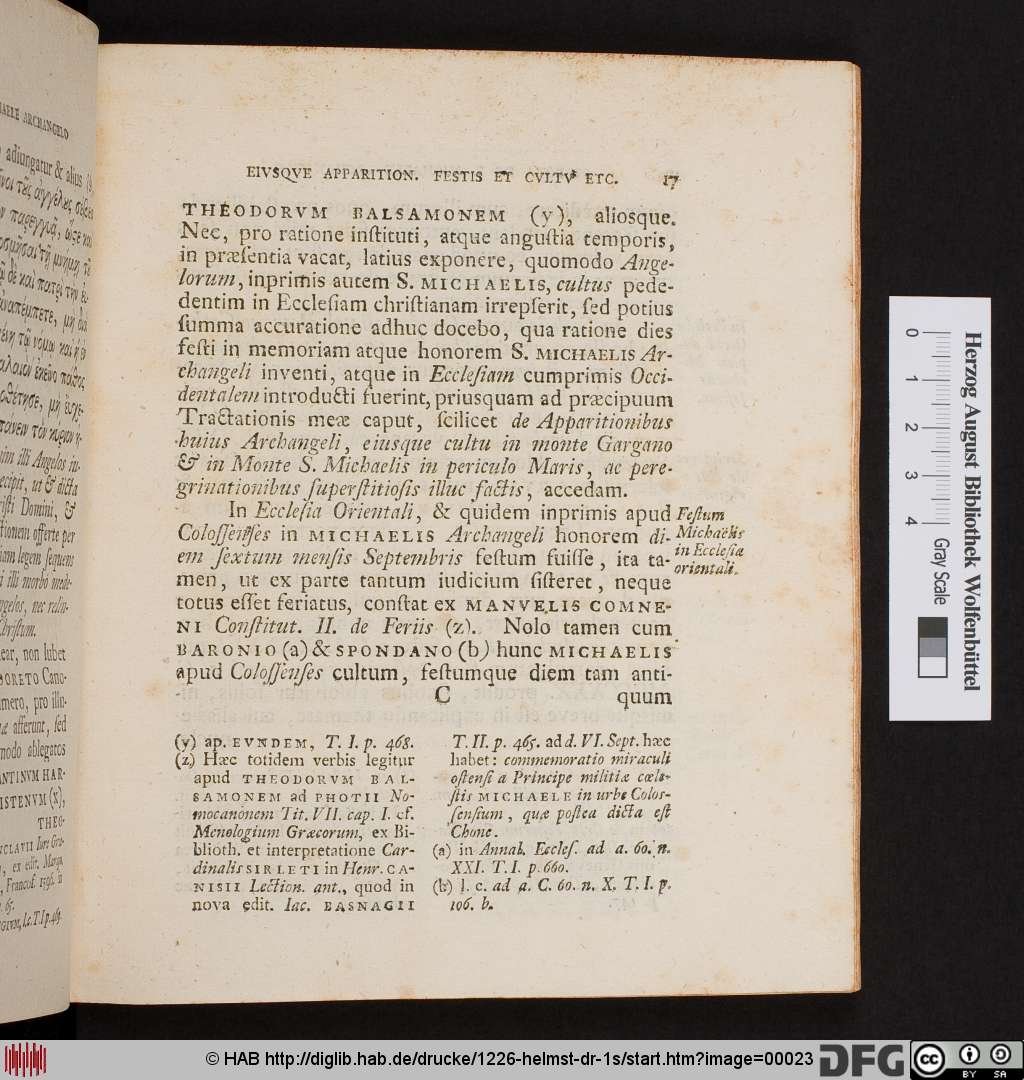 EIVSQVE APPARITION. FESTIS ET CVLTVS ETC. 17
THEODORVM BALSAMONEM (y), aliosque.
Nec, pro ratione inſtituti, atque anguſtia temporis,
in præſentia vacat, latius exponere, quomodo Ange-
lorum, inprimis autem S. MICHAELIS, cultus pede-
dentim in Eccleſiam chriſtianam irrepſerit, ſed potius
ſumma accuratione adhuc docebo, qua ratione dies
feſti in memoriam atque honorem S. MICHAELIS Ar-
changeli inventi, atque in Eccleſiam cumprimis Occi-
dentalem introducti fuerint, priusquam ad præcipuum
Tractationis meæ caput, ſcilicet de Apparitionibus
huius Archangeli, eiusque cultu in monte Gargano
& in Monte S. Michaelis in periculo Maris, ac pere-
grinationibus ſuperſtitioſis illuc factis, accedam.
In Eccleſia Orientali, & quidem inprimis apud
Coloſſenſes in MICHAELIS Archangeli honorem di-
em ſextum menſis Septembris feſtum fuiſſe, ita ta-
men, ut ex parte tantum iudicium ſiſteret, neque
totus eſſet feriatus, conſtat ex MANVELIS COMNE-
NI Conſtitut. II. de Feriis (z). Nolo tamen cum
BARONIO (a) & SPONDANO (b) hunc MICHAELIS
apud Coloſſenſes cultum, feſtumque diem tam anti-
C quum
Feſtum
Michaëlis
in Eccleſia
orientali.
(y) ap. EVNDEM, T. I. p. 468.
(z) Hæc totidem verbis legitur
apud THEODORVM BAL-
SAMONEM ad PHOTII No-
mocanonem Tit. VII. cap. I. cf.
Menologium Græcorum, ex Bi-
blioth. et interpretatione Car-
dinalis SIRLETI in Henr. CA-
NISII Lection. ant., quod in
nova edit. Iac. BASNAGII
T. II. p. 465. ad d. VI. Sept. hæc
habet: commemoratio miraculi
oſtenſi a Principe militiæ cœle-
ſtis MICHAELE in urbe Coloſ-
ſenſium, quæ poſtea dicta eſt
Chone.
(a) in Annal. Eccleſ. ad a. 60. n.
XXI. T. I. p. 660.
(b) l. c. ad a. C. 60. n. X. T. I. p.
106. b.
Herzog August Bibliothek Wolfenbüttel
0 1 2 3 4 Gray Scale
© HAB http://diglib.hab.de/drucke/1226-helmst-dr-1s/start.htm?image=00023
DFG
cc BY SA